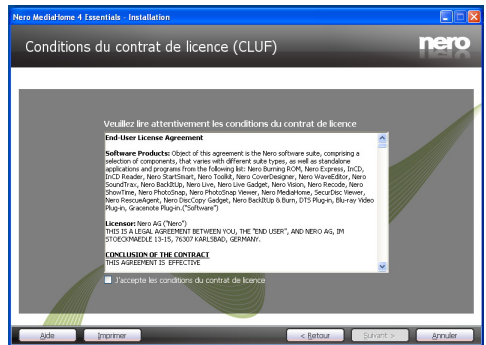 Nero MediaHome 4 Essentials - Installation
Conditions du contrat de licence (CLUF)
nero
Veuillez lire attentivement les conditions du contrat de licence
End-User License Agreement
Software Products: Object of this agreement is the Nero software suite, comprising a
selection of components, that varies with different suite types, as well as standalone
applications and programs from the following list: Nero Burning ROM, Nero Express, InCD,
InCD Reader, Nero StartSmart, Nero Toolkit, Nero CoverDesigner, Nero WaveEditor, Nero
SoundTrax, Nero BackItUp, Nero Live, Nero Live Gadget, Nero Vision, Nero Recode, Nero
ShowTime, Nero PhotoSnap, Nero PhotoSnap Viewer, Nero MediaHome, SecurDisc Viewer,
Nero RescueAgent, Nero DiscCopy Gadget, Nero BackItUp & Burn, DTS Plug-in, Blu-ray Video
Plug-in, Gracenote Plug-in.("Software")
Licensor: Nero AG ("Nero")
THIS IS A LEGAL AGREEMENT BETWEEN YOU, THE "END USER", AND NERO AG, IM
STOECKMAEDLE 13-15, 76307 KARLSBAD, GERMANY.
CONCLUSION OF THE CONTRACT
THIS AGREEMENT IS EFFECTIVE
J'accepte les conditions du contrat de licence
Aide
Imprimer
< Retour
Suivant >
Annuler